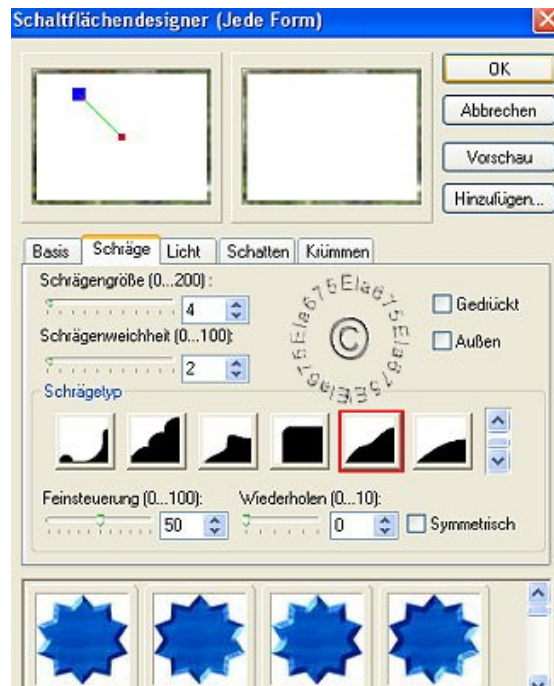 Schaltflächendesigner (Jede Form)
OK
Abbrechen
Vorschau
Hinzufügen...
Basis Schräge Licht Schatten Krümmen
Schrägengröße (0...200) :
4
Schrägenweichheit (0...100):
2
Gedrückt
Außen
©
Ela675Ela675Ela675Ela675
Schrägetyp
Feinsteuerung (0...100):
50
Wiederholen (0...10):
0
Symmetrisch